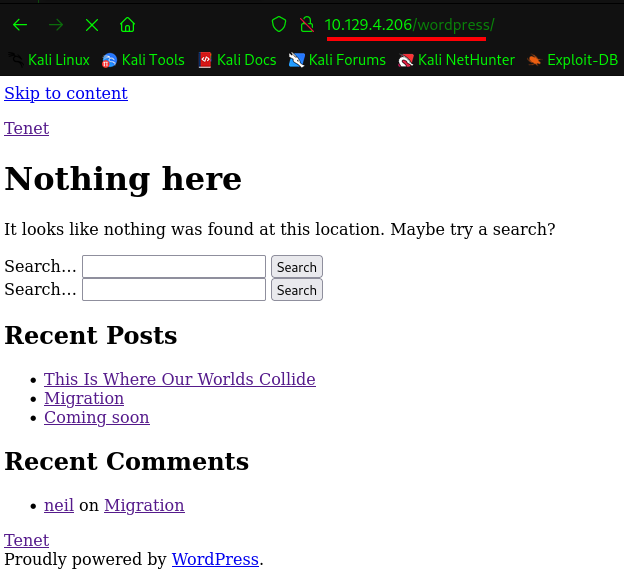 10.129.4.206/wordpress/
Kali Linux Kali Tools Kali Docs Kali Forums Kali NetHunter Exploit-DB
Skip to content
Tenet
Nothing here
It looks like nothing was found at this location. Maybe try a search?
Search… Search
Search… Search
Recent Posts
This Is Where Our Worlds Collide
Migration
Coming soon
Recent Comments
neil on Migration
Tenet
Proudly powered by WordPress.